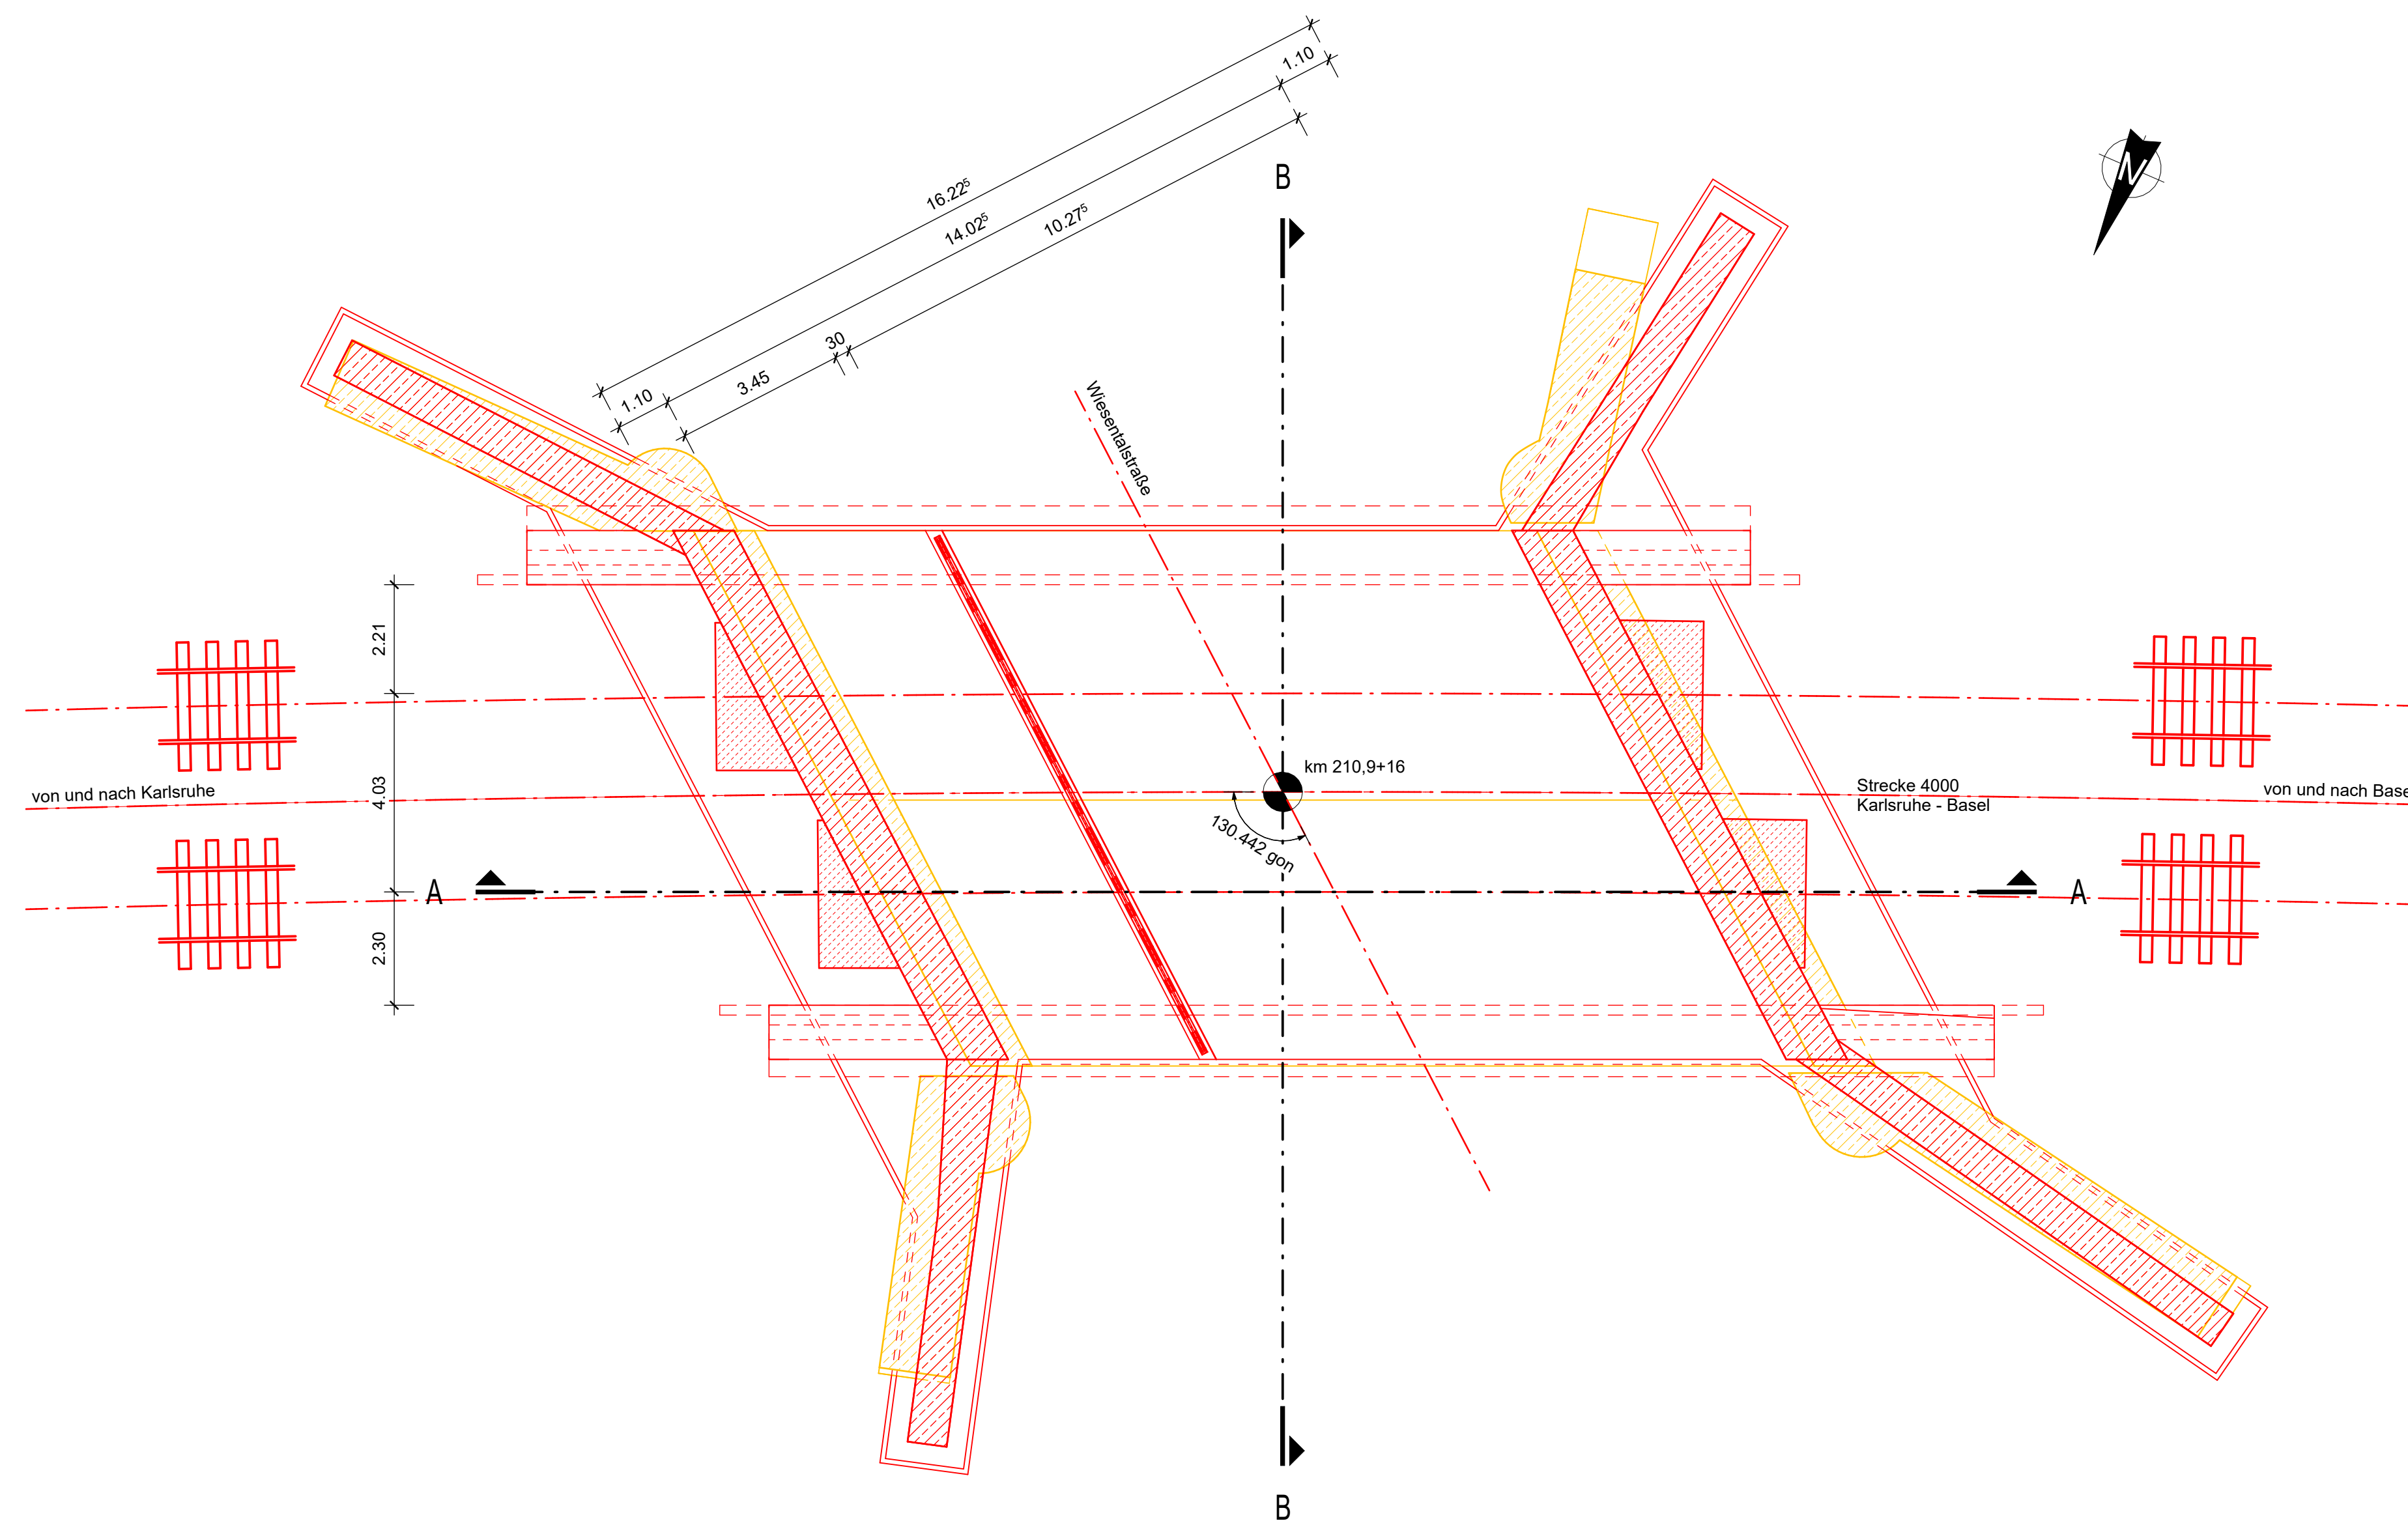 1.10
16.22⁵
14.02⁵
10.27⁵
30
3.45
1.10
B
N
Wiesentalstraße
2.21
4.03
2.30
von und nach Karlsruhe
km 210,9+16
130.442 gon
Strecke 4000
Karlsruhe - Basel
von und nach Base
A
A
B